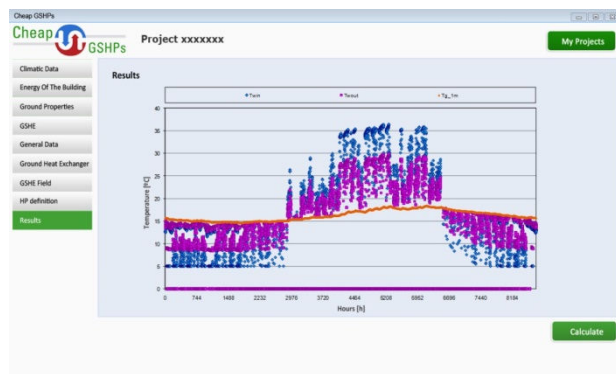 Cheap GSHPs
Cheap GSHPs
Project xxxxxxx
My Projects
Climatic Data
Energy Of The Building
Ground Properties
GSHE
General Data
Ground Heat Exchanger
GSHE Field
HP definition
Results
Results
Twin Twout Tg_1m
Temperature [ºC]
40
35
30
25
20
15
10
5
0
0 744 1488 2232 2976 3720 4464 5208 5952 6696 7440 8184
Hours [h]
Calculate